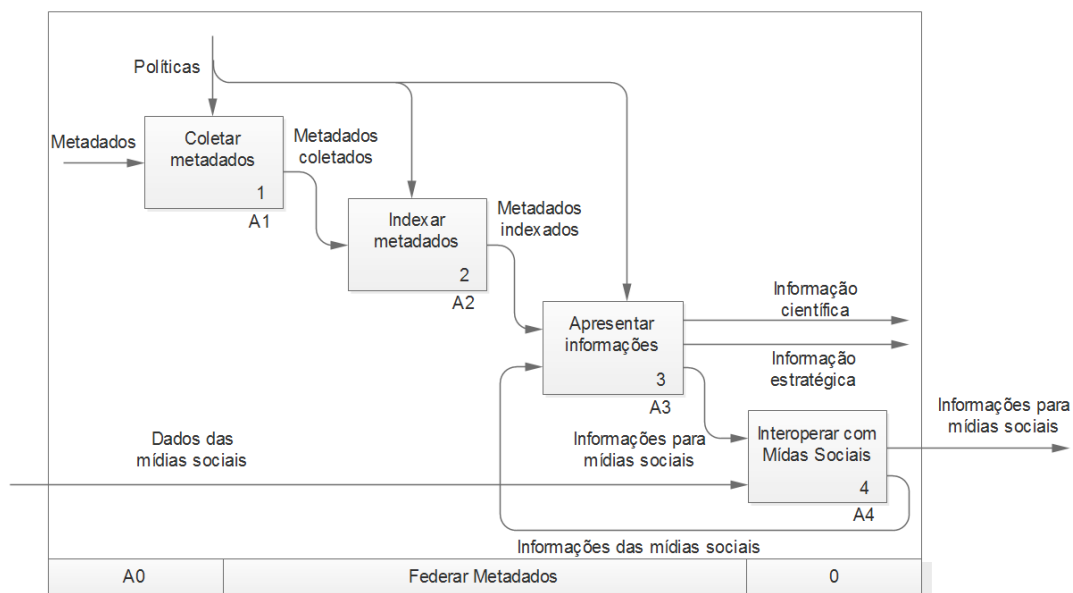 Políticas
Metadados
Coletar
metadados
1
A1
Metadados
coletados
Indexar
metadados
2
A2
Metadados
indexados
Apresentar
informações
3
A3
Informação
científica
Informação
estratégica
Dados das
mídias sociais
Informações para
mídias sociais
Interoperar com
Mídas Sociais
4
A4
Informações para
mídias sociais
Informações das mídias sociais
A0
Federar Metadados
0